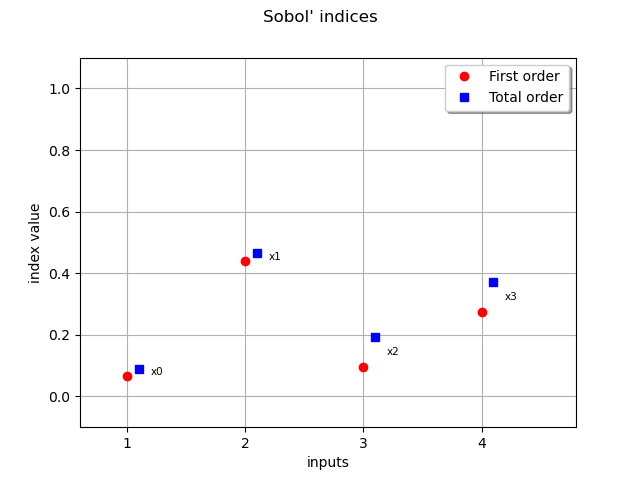 Sobol' indices
First order
Total order
1.0
0.8
0.6
0.4
0.2
0.0
index value
x0
x1
x2
x3
1 2 3 4
inputs